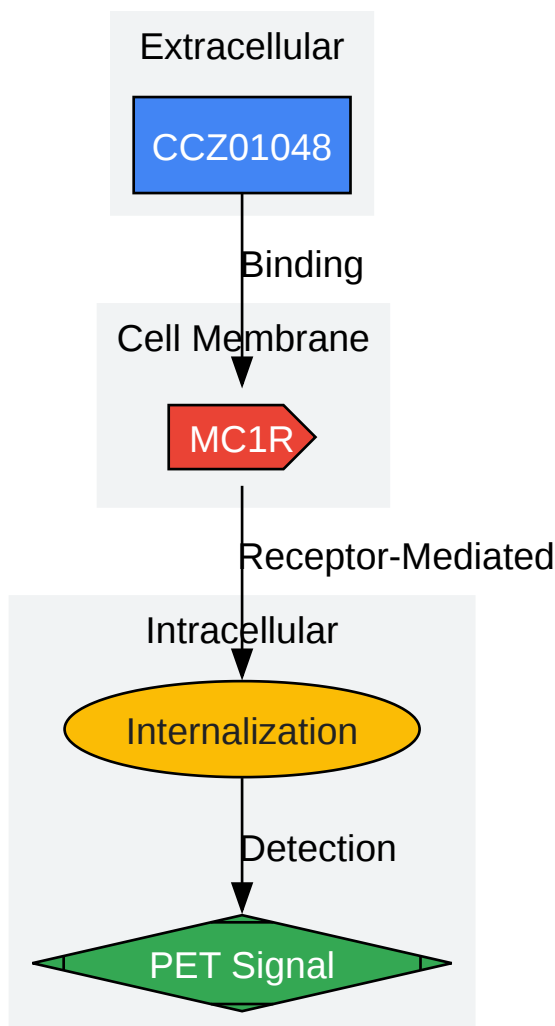 Extracellular
CCZ01048
Binding
Cell Membrane
MC1R
Receptor-Mediated
Intracellular
Internalization
Detection
PET Signal